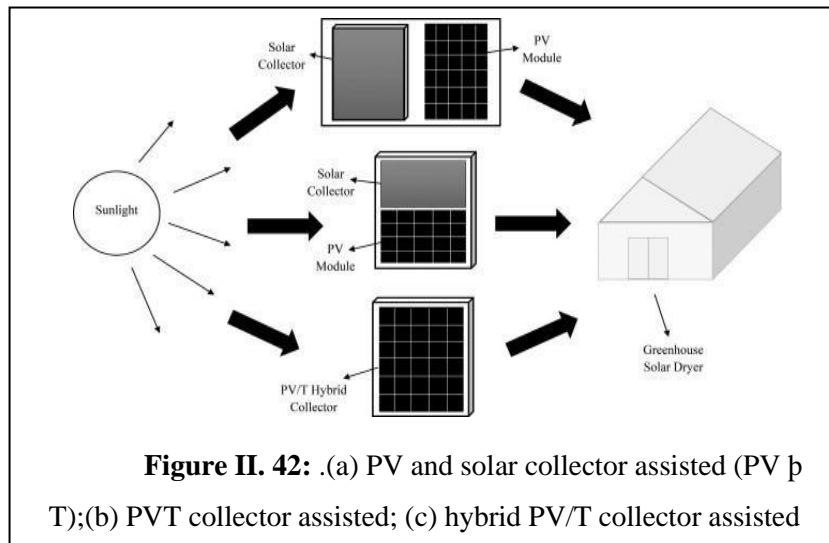 Solar
Collector
PV
Module
Sunlight
Solar
Collector
PV
Module
PV/T Hybrid
Collector
Greenhouse
Solar Dryer
Figure II. 42: .(a) PV and solar collector assisted (PV þ
T);(b) PVT collector assisted; (c) hybrid PV/T collector assisted